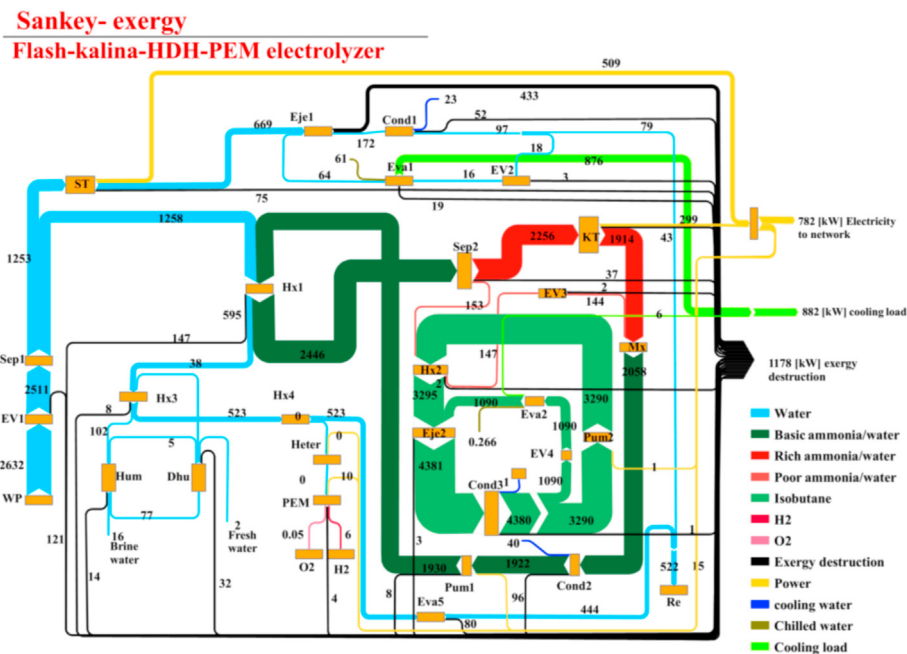 Sankey- exergy
Flash-kalina-HDH-PEM electrolyzer
509
433
23
52
Eje1
Cond1
669
97
79
172
18
61
876
Eva1
EV2
ST
64
16
3
75
19
1258
299
782 [kW] Electricity
to network
2256
KT
1914
43
Sep2
1253
37
Hx1
2
EV3
153
144
595
6
882 [kW] cooling load
147
2446
147
Mx
Sep1
38
Hx2
2058
1178 [kW] exergy
destruction
2
2511
Hx3
Hx4
3295
1090
3290
8
523
0
523
Eva2
Water
EV1
102
0
1090
Basic ammonia/water
5
Eje2
0.266
Pum2
Rich ammonia/water
2632
Heter
EV4
4381
1
Poor ammonia/water
Hum
Dhu
0
10
Cond3
1
1090
Isobutane
WP
PEM
H2
77
4380
3290
O2
2
16
Fresh
water
0.05
6
1
Exergy destruction
121
Brine
water
3
40
Power
O2
H2
1930
1922
522
15
cooling water
14
32
Pum1
Cond2
Chilled water
4
8
96
Re
Eva5
444
80
Cooling load